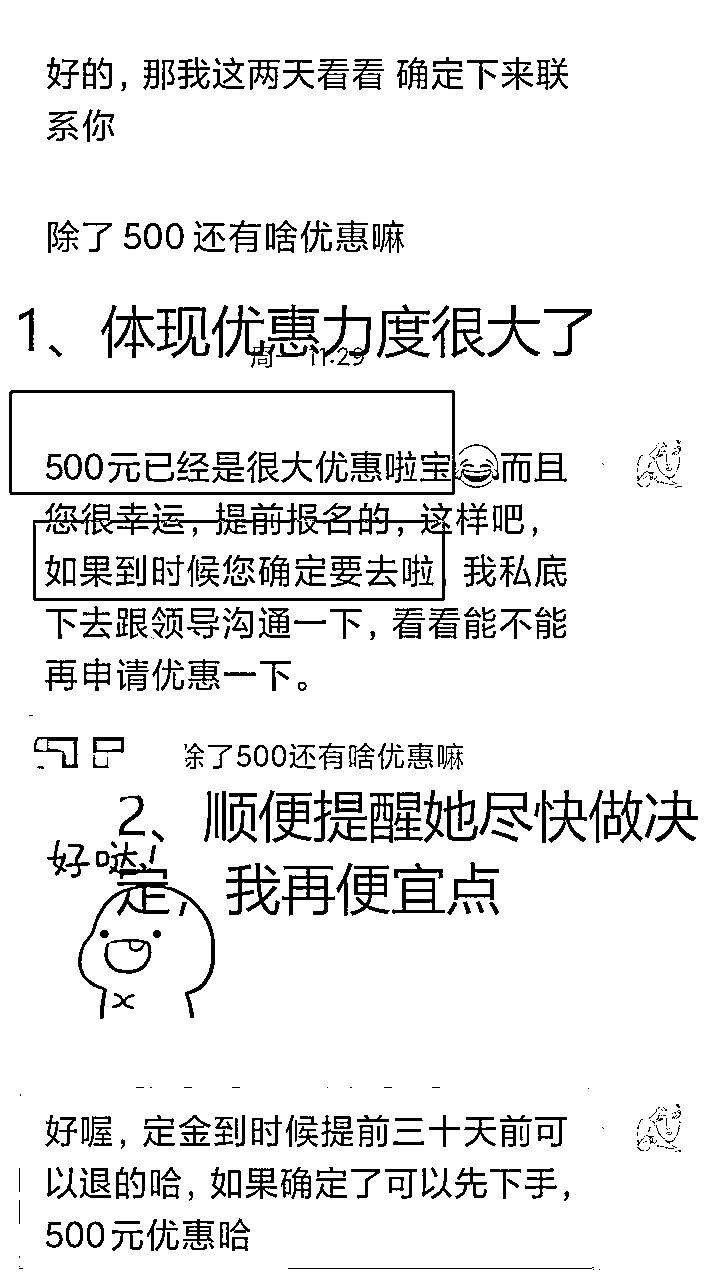 好的，那我这两天看看 确定下来联
系你
除了500还有啥优惠嘛
1、体现优惠力度很大了
周一 11:29
500元已经是很大优惠啦宝😂而且
您很幸运，提前报名的，这样吧，
如果到时候您确定要去啦，我私底
下去跟领导沟通一下，看看能不能
再申请优惠一下。
除了500还有啥优惠嘛
2、顺便提醒她尽快做决
定，我再便宜点
好哒！
好喔，定金到时候提前三十天前可
以退的哈，如果确定了可以先下手，
500元优惠哈